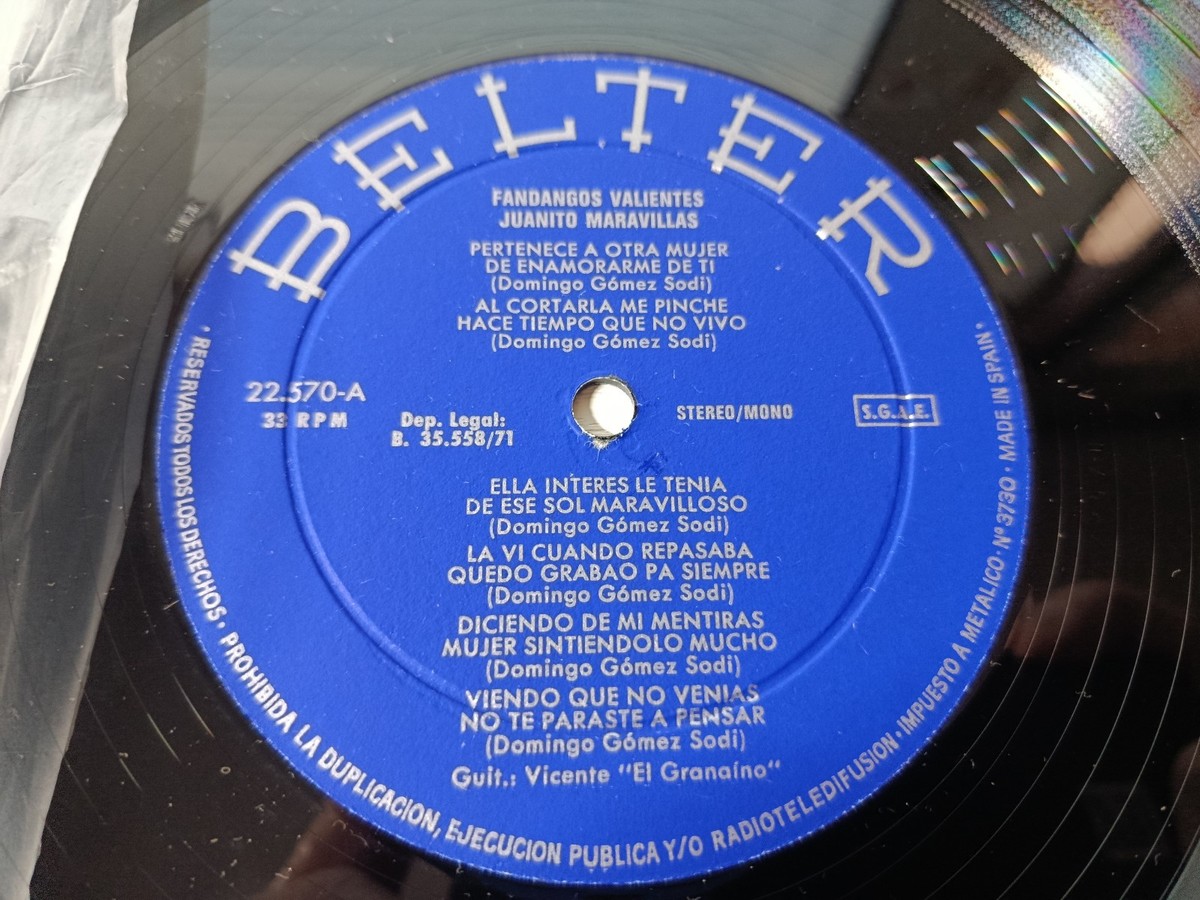 BELTER
FANDANGOS VALIENTES
JUANITO MARAVILLAS
PERTENECE A OTRA MUJER
DE ENAMORARME DE TI
(Domingo Gómez Sodi)
AL CORTARLA ME PINCHE
HACE TIEMPO QUE NO VIVO
(Domingo Gómez Sodi)
22.570-A
33 RPM
Dep. Legal:
B. 35.558/71
STEREO/MONO
S.G.A.E.
ELLA INTERES LE TENIA
DE ESE SOL MARAVILLOSO
(Domingo Gómez Sodi)
LA VI CUANDO REPASABA
QUEDO GRABAO PA SIEMPRE
(Domingo Gómez Sodi)
DICIENDO DE MI MENTIRAS
MUJER SINTIENDOLO MUCHO
(Domingo Gómez Sodi)
VIENDO QUE NO VENIAS
NO TE PARASTE A PENSAR
(Domingo Gómez Sodi)
Guit.: Vicente "El Granaíno"
· RESERVADOS TODOS LOS DERECHOS · PROHIBIDA LA DUPLICACION, EJECUCION PUBLICA Y/O RADIOTELEDIFUSION · IMPUESTO A METALICO · Nº 3730 · MADE IN SPAIN ·